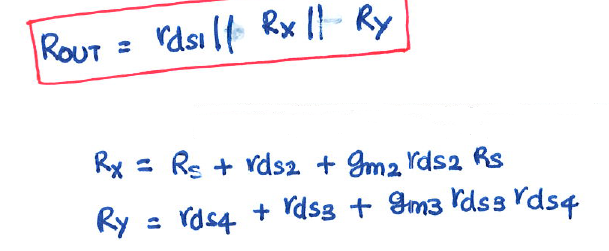 ROUT = rds1 || Rx || Ry
Rx = Rs + rds2 + gm2 rds2 Rs
Ry = rds4 + rds3 + gm3 rds3 rds4